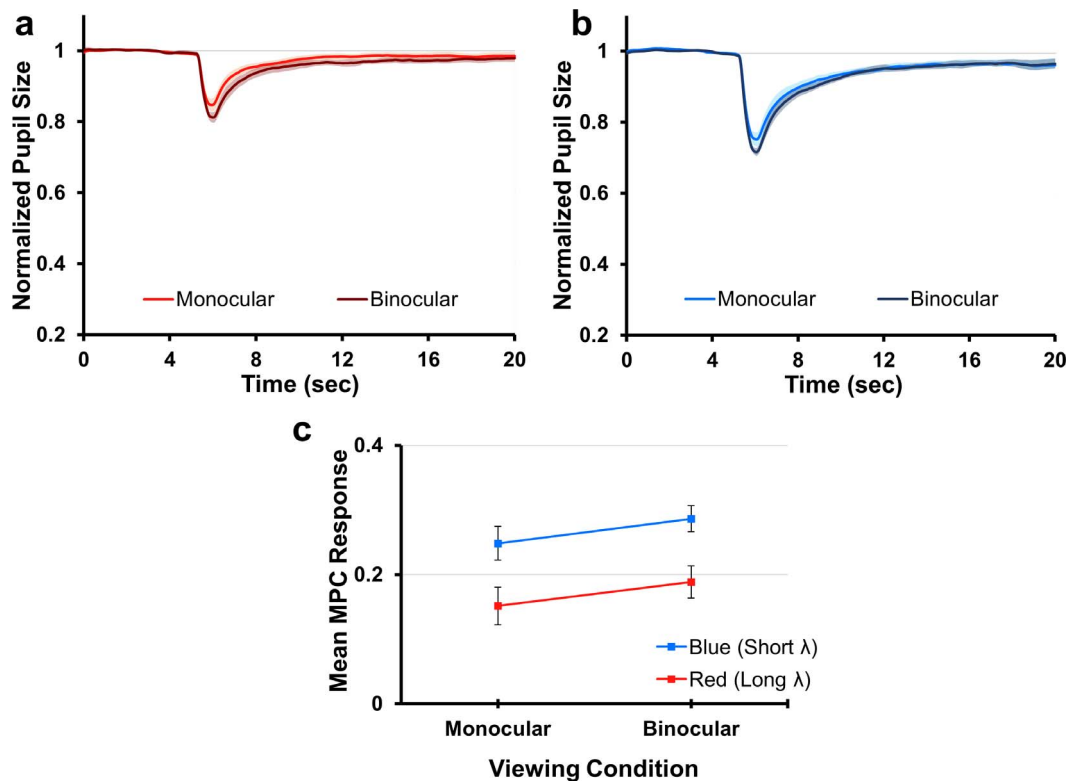 a
Normalized Pupil Size
1
0.8
0.6
0.4
0.2
0
4
8
12
16
20
Monocular
Binocular
Time (sec)
b
Normalized Pupil Size
1
0.8
0.6
0.4
0.2
0
4
8
12
16
20
Monocular
Binocular
Time (sec)
c
Mean MPC Response
0.4
0.2
0
Blue (Short λ)
Red (Long λ)
Monocular
Binocular
Viewing Condition